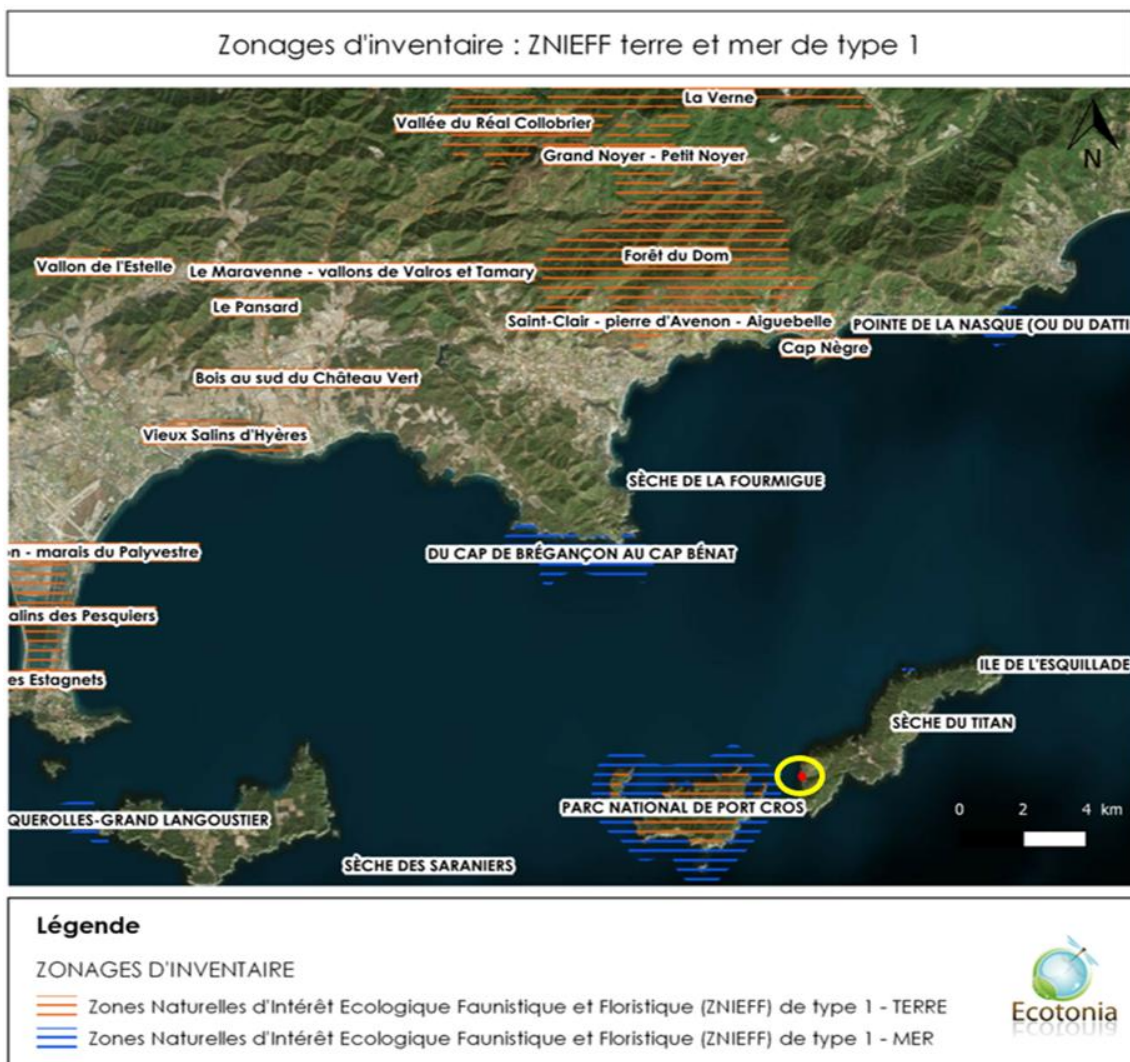 Zonages d'inventaire : ZNIEFF terre et mer de type 1
La Verne
Vallée du Réal Collobrier
N
Grand Noyer - Petit Noyer
Forêt du Dom
Vallon de l'Estelle
Le Maravenne - vallons de Valros et Tamary
Le Pansard
Saint-Clair - pierre d'Avenon - Aiguebelle
POINTE DE LA NASQUE (OU DU DATTI
Cap Nègre
Bois au sud du Château Vert
Vieux Salins d'Hyères
SÈCHE DE LA FOURMIGUE
on - marais du Palyvestre
DU CAP DE BRÉGANÇON AU CAP BÉNAT
alins des Pesquiers
ILE DE L'ESQUILLADE
es Estagnets
SÈCHE DU TITAN
PARC NATIONAL DE PORT CROS
0 2 4 km
QUEROLLES-GRAND LANGOUSTIER
SÈCHE DES SARANIERS
Légende
ZONAGES D'INVENTAIRE
Zones Naturelles d'Intérêt Ecologique Faunistique et Floristique (ZNIEFF) de type 1 - TERRE
Zones Naturelles d'Intérêt Ecologique Faunistique et Floristique (ZNIEFF) de type 1 - MER
Ecotonia